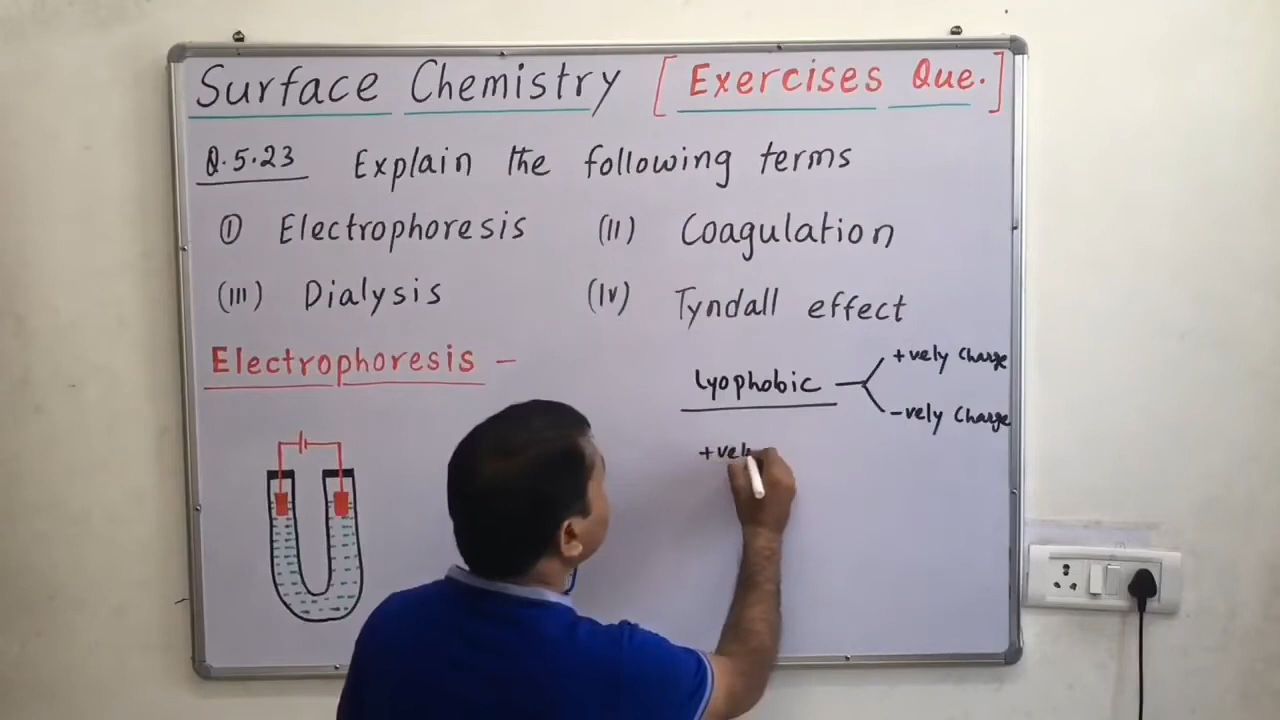 Surface Chemistry [ Exercises Que. ]
Q.5.23 Explain the following terms
(I) Electrophoresis (II) Coagulation
(III) Dialysis (IV) Tyndall effect
Electrophoresis –
Lyophobic
+vely Charge
-vely Charge
+vely